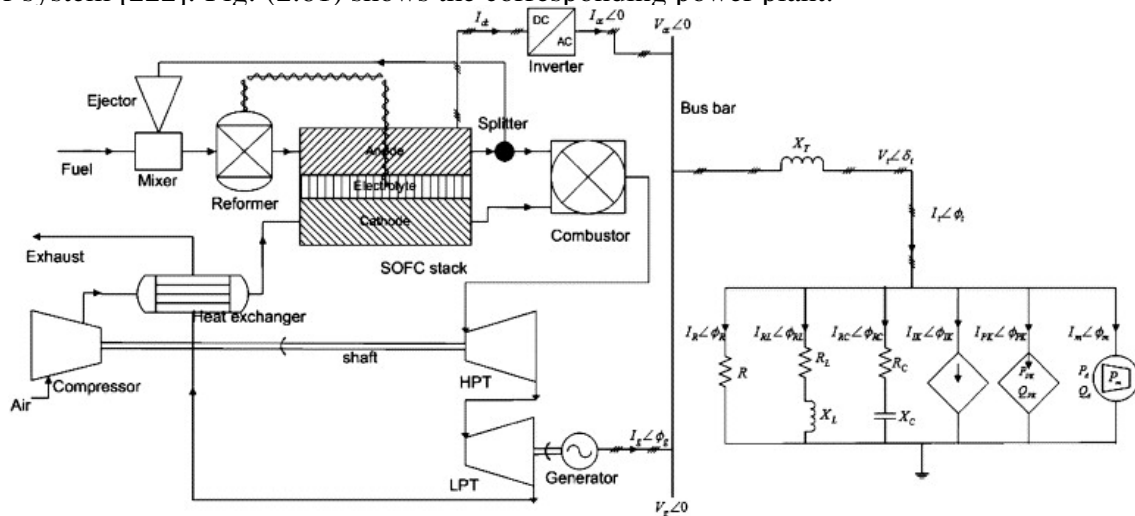 system [222]. Fig. (2.61) shows the corresponding power plant.
I_dc
I_ac∠0
V_ac∠0
DC
AC
Inverter
Ejector
Splitter
Bus bar
Fuel
Mixer
Reformer
Anode
Electrolyte
Cathode
Combustor
SOFC stack
X_T
V_t∠δ_t
I_t∠ϕ_t
Exhaust
Heat exchanger
Compressor
Air
shaft
HPT
LPT
Generator
I_g∠ϕ_g
V_g∠0
I_R∠ϕ_R
I_RL∠ϕ_RL
I_RC∠ϕ_RC
I_IK∠ϕ_IK
I_PK∠ϕ_PK
I_m∠ϕ_m
R
R_L
R_C
P_PK
Q_PK
P_d
Q_d
P_m
X_L
X_C